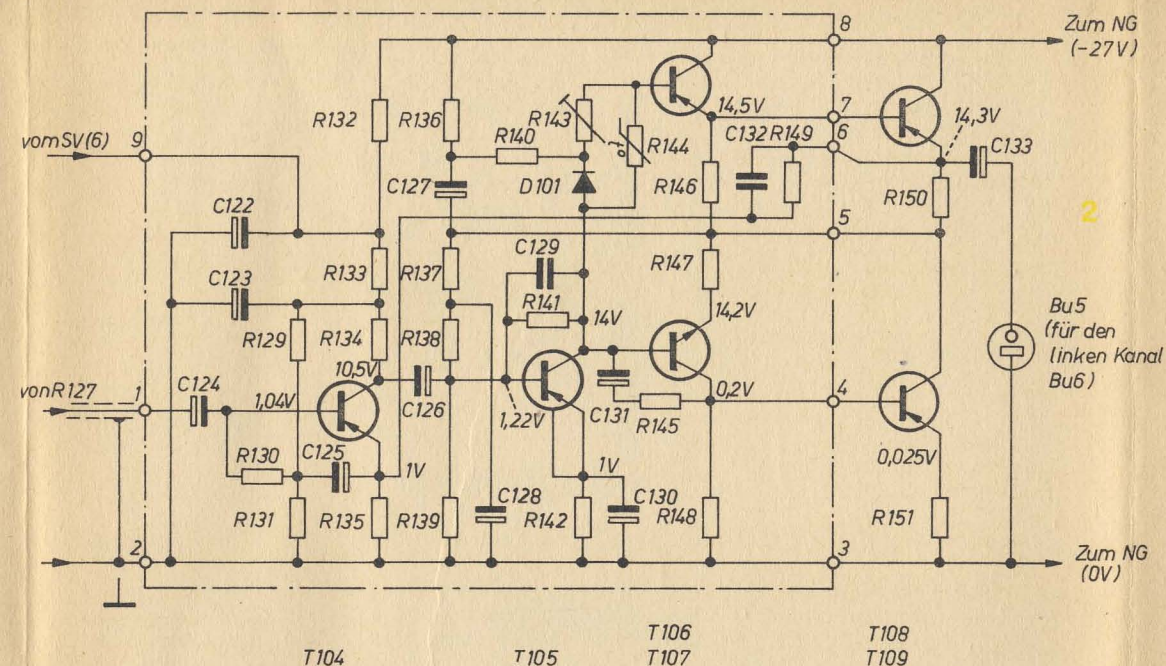 8
Zum NG
(-27V)
R132
R136
R143
R140
ϑ↑
R144
14,5V
7
C132
R149
6
14,3V
C133
vom SV(6)
9
C127
D101
R146
R150
C122
5
2
C123
R133
R137
C129
R147
R129
R134
R138
R141
14V
14,2V
Bu5
(für den
linken Kanal
Bu6)
10,5V
von R127
1
C124
1,04V
C126
1,22V
C131
R145
0,2V
4
R130
C125
1V
1V
0,025V
C128
C130
R131
R135
R139
R142
R148
R151
2
3
Zum NG
(0V)
T106
T108
T104
T105
T107
T109